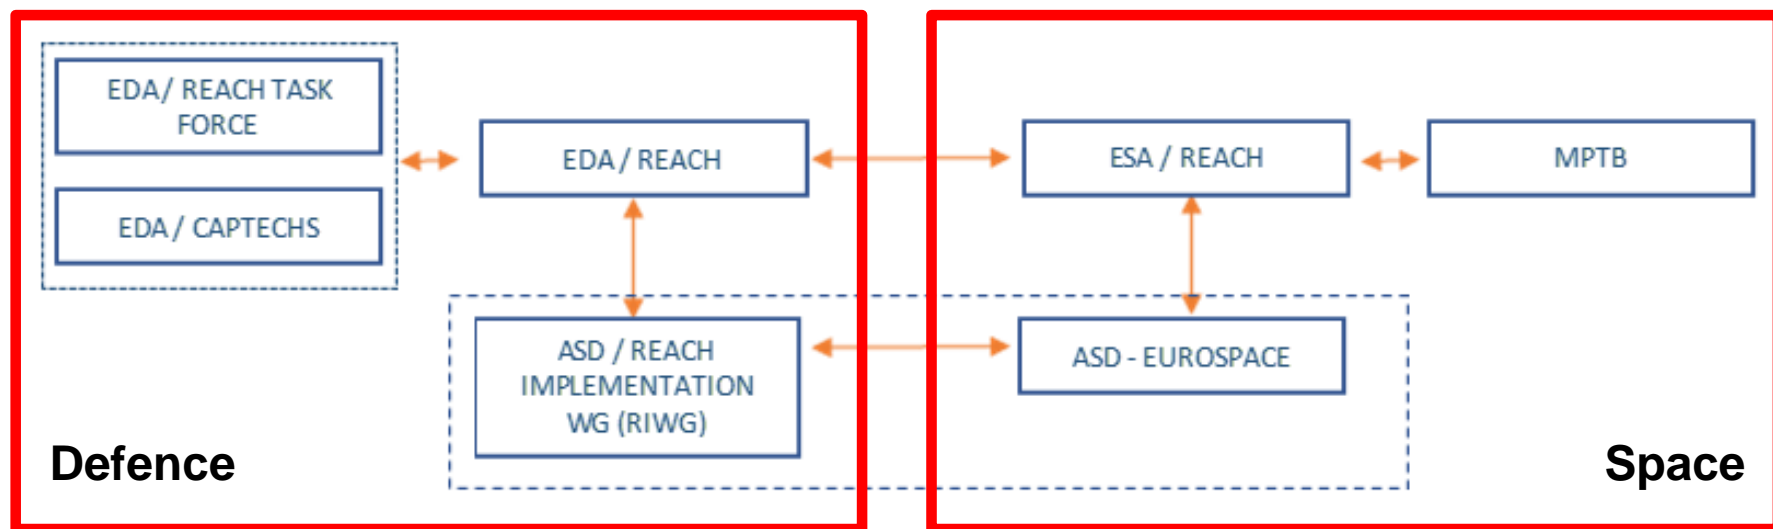 EDA / REACH TASK
FORCE
EDA / CAPTECHS
EDA / REACH
ASD / REACH
IMPLEMENTATION
WG (RIWG)
Defence
ESA / REACH
MPTB
ASD - EUROSPACE
Space